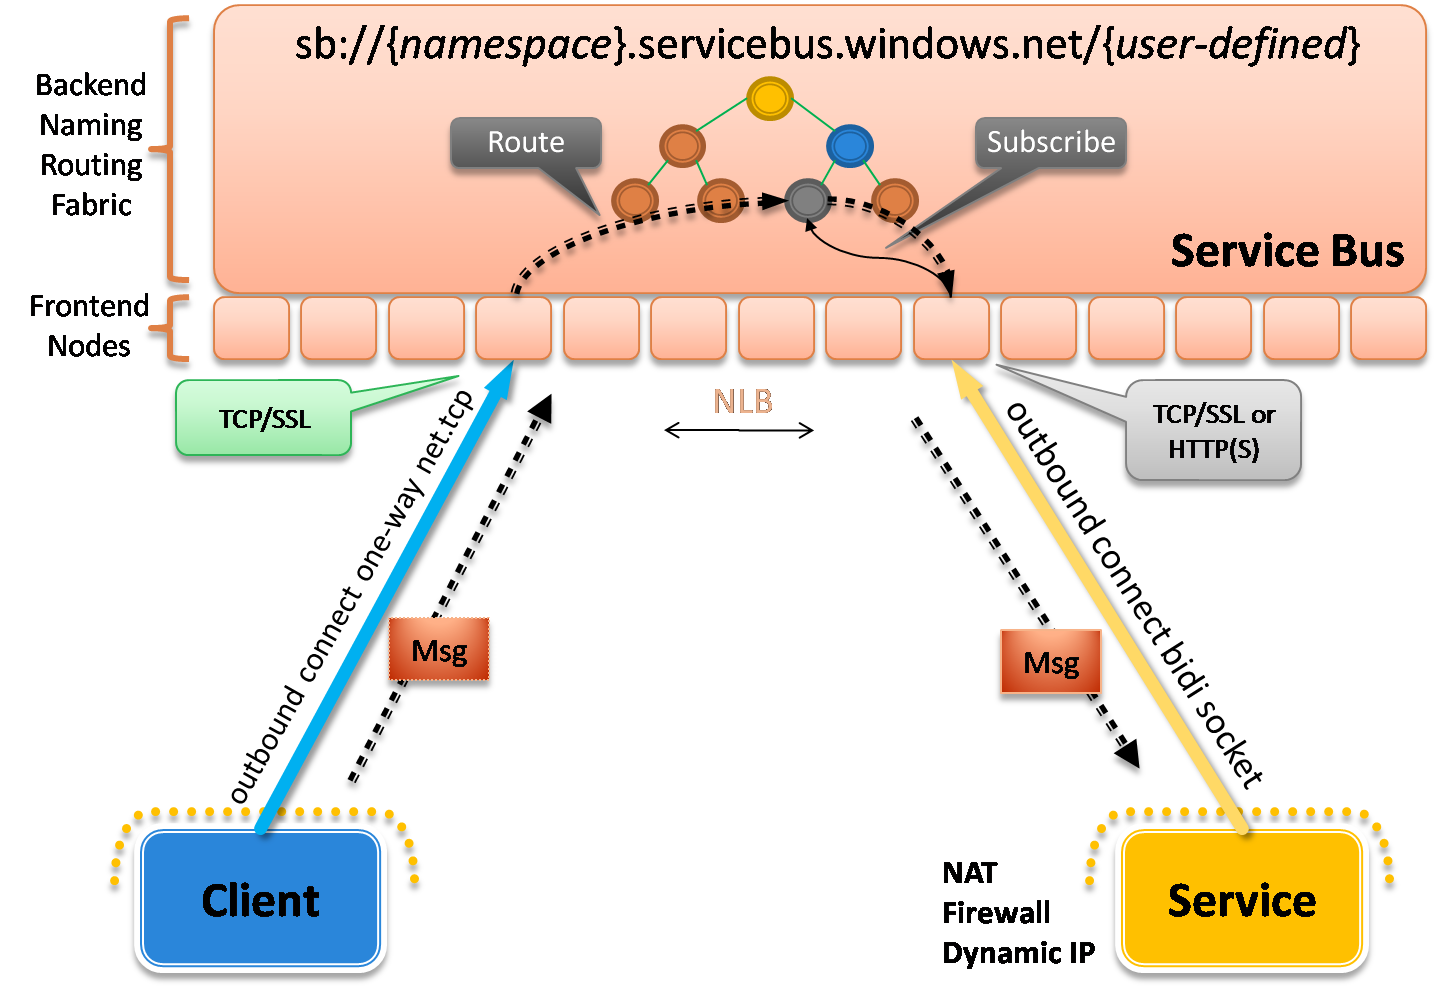 sb://{namespace}.servicebus.windows.net/{user-defined}
Backend
Naming
Routing
Fabric
Route
Subscribe
Service Bus
Frontend
Nodes
TCP/SSL
NLB
TCP/SSL or
HTTP(S)
outbound connect one-way net.tcp
outbound connect bidi socket
Msg
Msg
Client
NAT
Firewall
Dynamic IP
Service